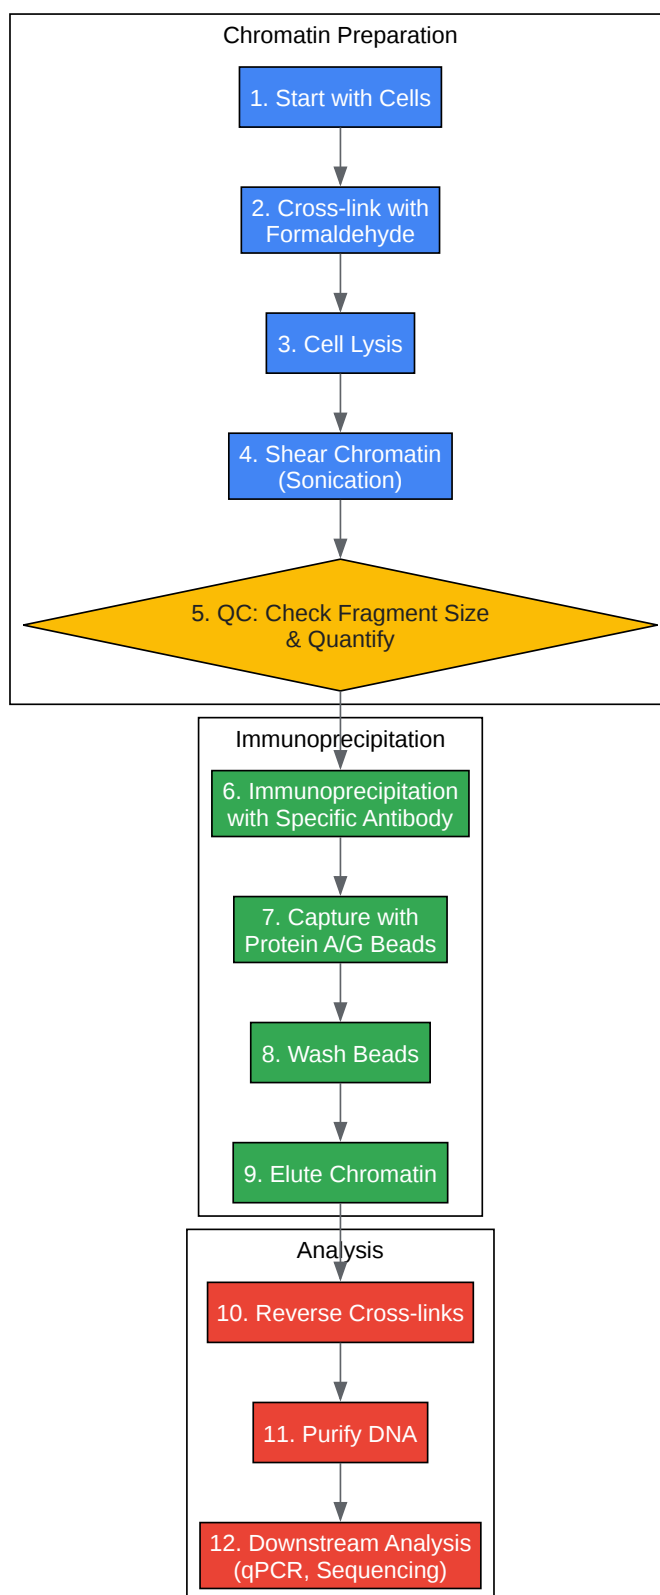 Chromatin Preparation
1. Start with Cells
2. Cross-link with
Formaldehyde
3. Cell Lysis
4. Shear Chromatin
(Sonication)
5. QC: Check Fragment Size
& Quantify
Immunoprecipitation
6. Immunoprecipitation
with Specific Antibody
7. Capture with
Protein A/G Beads
8. Wash Beads
9. Elute Chromatin
Analysis
10. Reverse Cross-links
11. Purify DNA
12. Downstream Analysis
(qPCR, Sequencing)